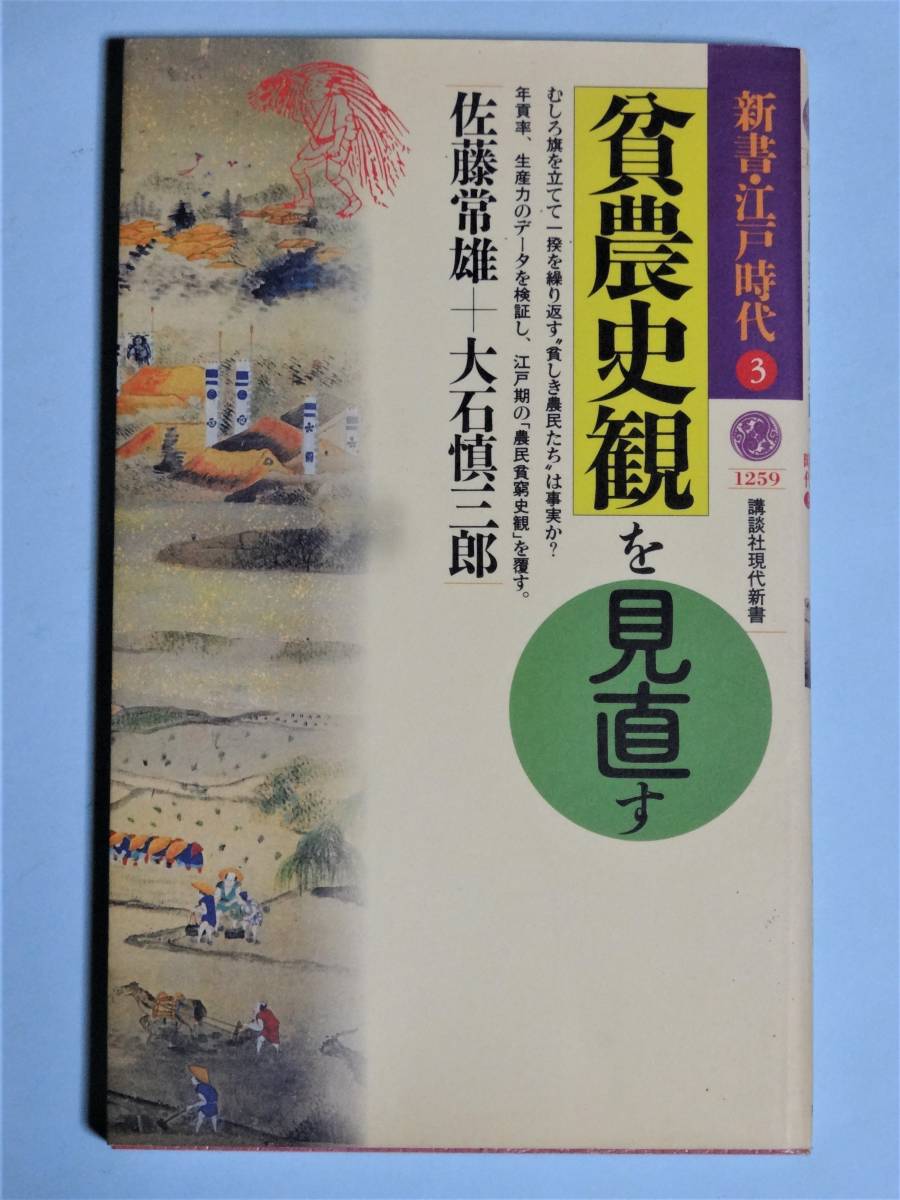 新書・江戸時代
3
1259
講談社現代新書
貧農史観を見直す
むしろ旗を立てて一揆を繰り返す〝貧しき農民たち〟は事実か?
年貢率、生産力のデータを検証し、江戸期の「農民貧窮史観」を覆す。
佐藤常雄＋大石慎三郎